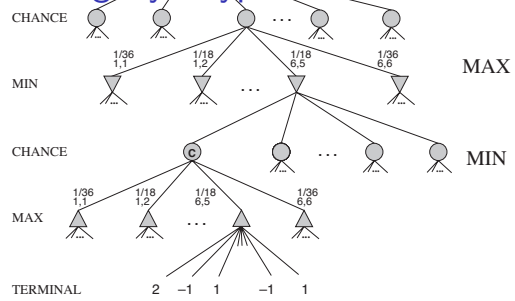 CHANCE ...
1/36 1/18 1/18 1/36
1,1 1,2 6,5 6,6
MAX
MIN ...
CHANCE C ... MIN
1/36 1/18 1/18 1/36
1,1 1,2 6,5 6,6
MAX ...
TERMINAL 2 −1 1 −1 1